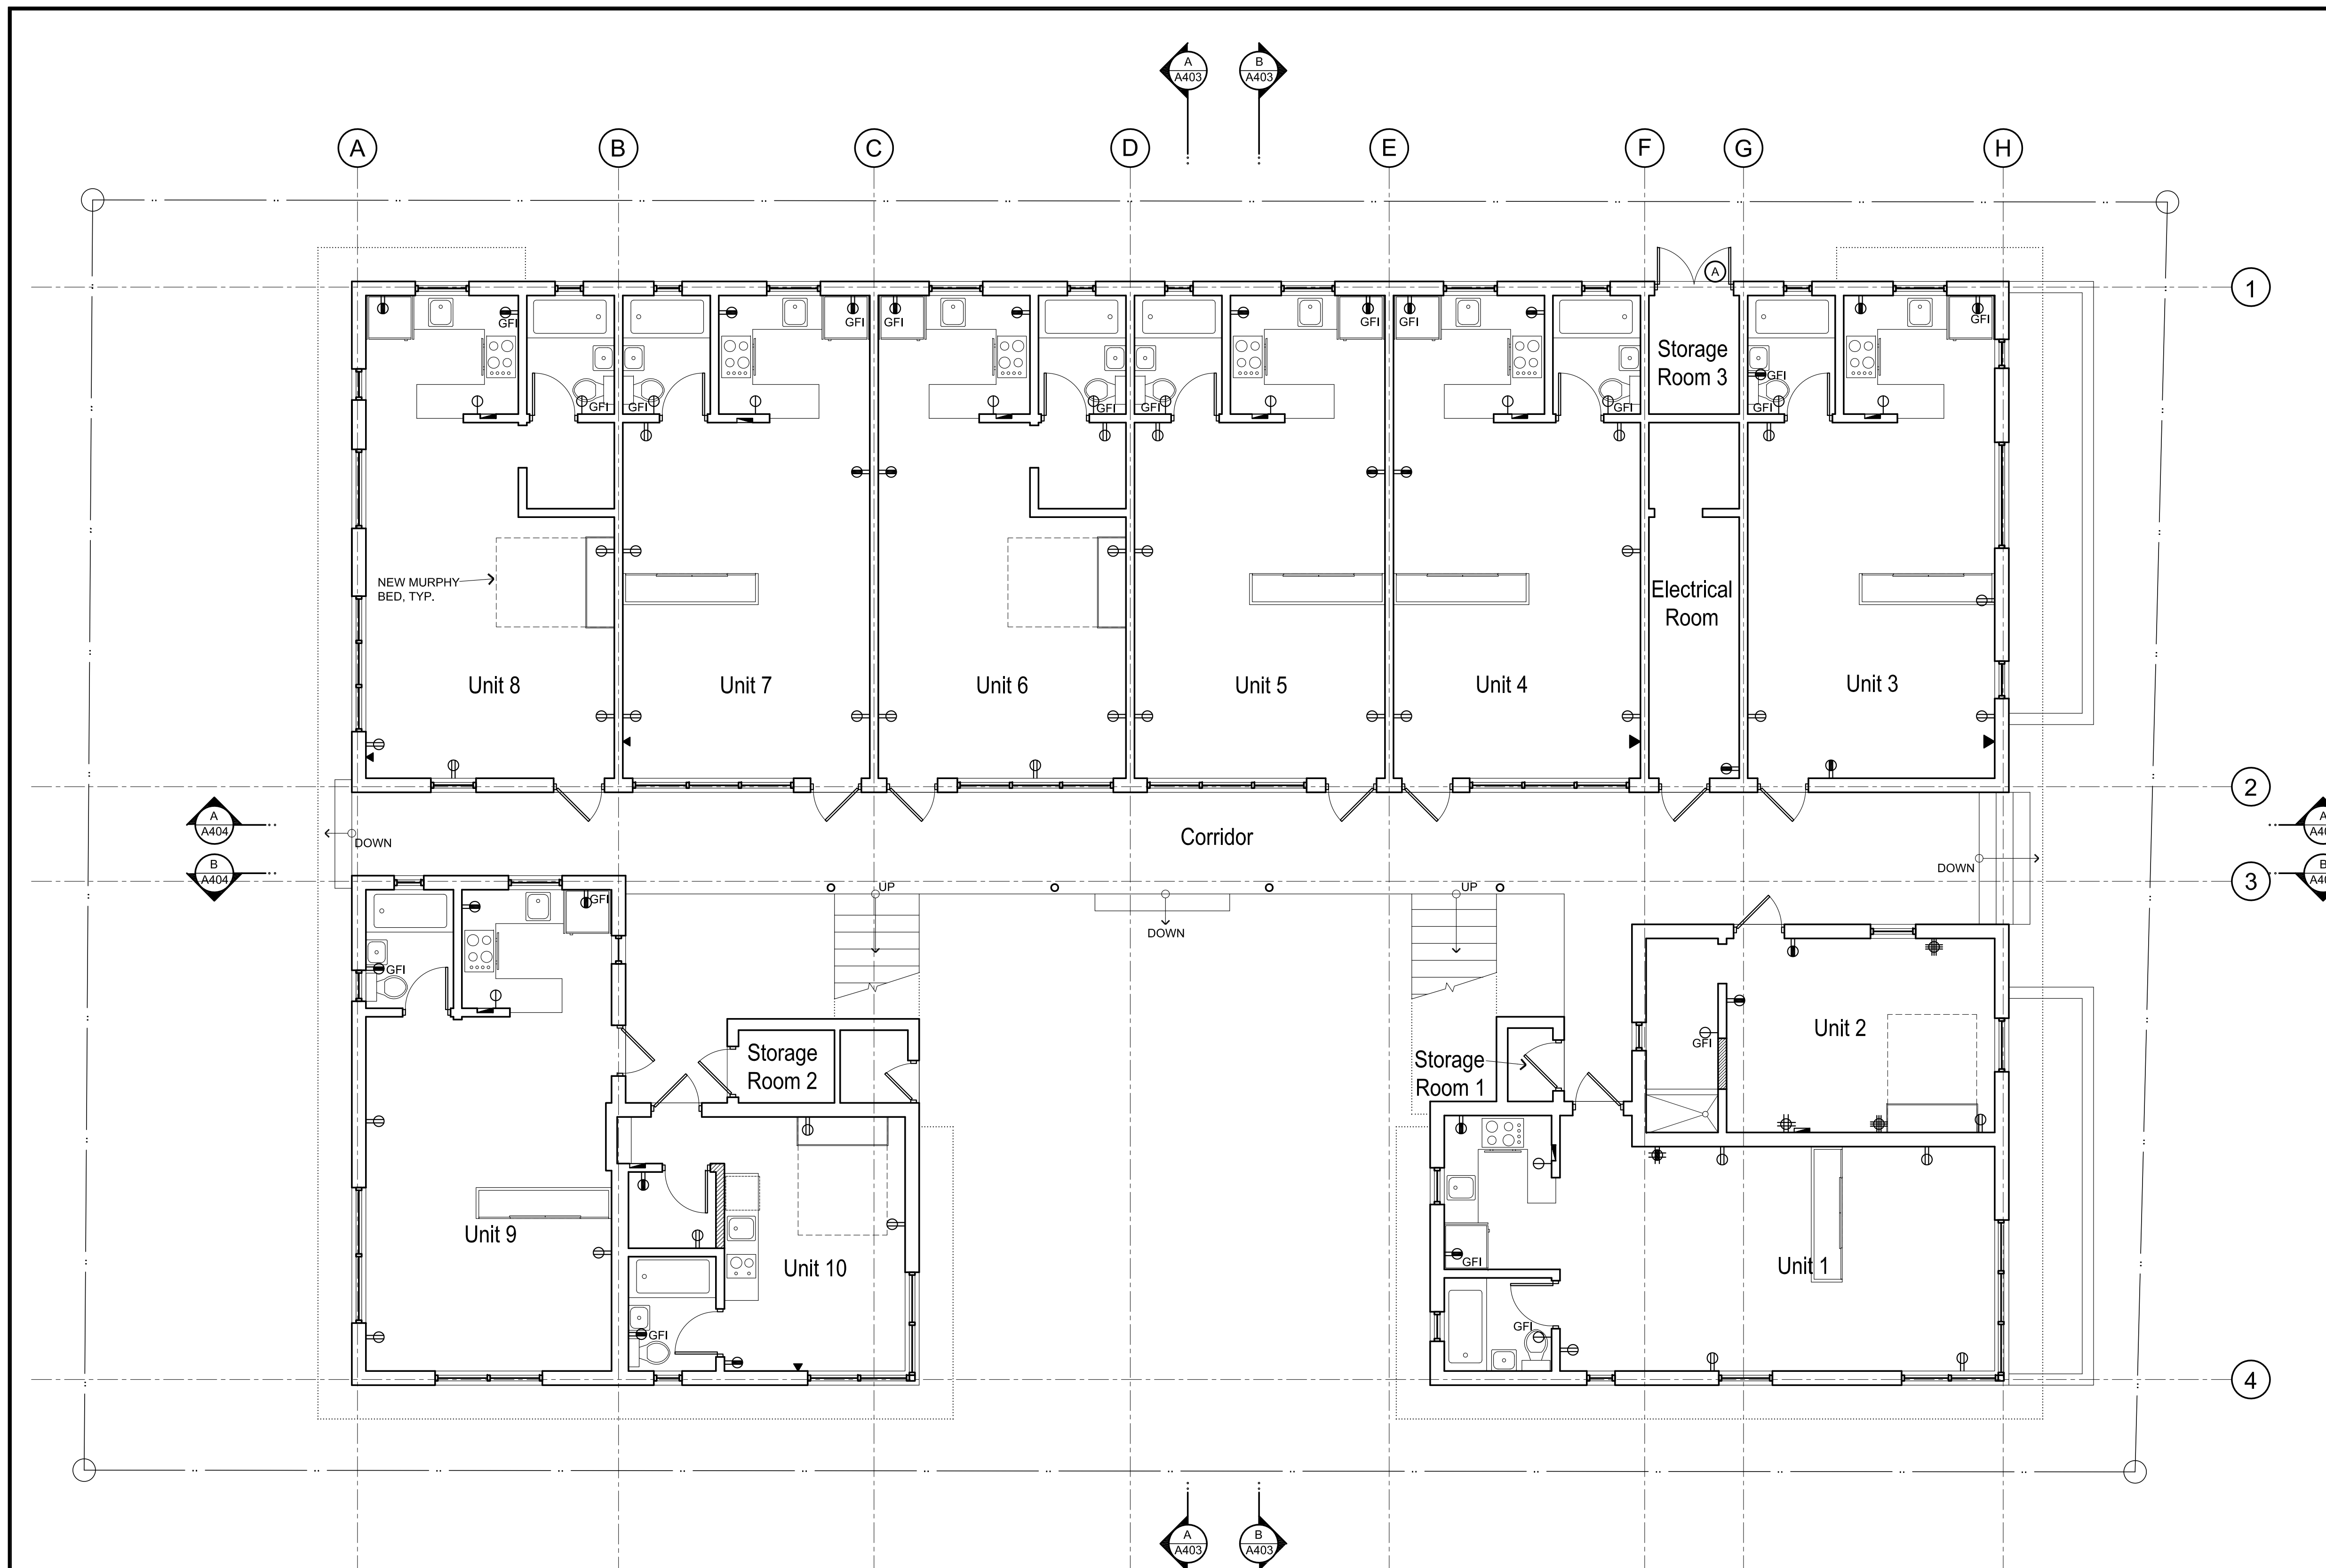 A
A403
B
A403
A
B
C
D
E
F
G
H
A
1
GFI
GFI
GFI
GFI
GFI
GFI
Storage
Room 3
GFI
GFI
GFI
GFI
GFI
GFI
GFI
GFI
NEW MURPHY
BED, TYP.
Electrical
Room
Unit 8
Unit 7
Unit 6
Unit 5
Unit 4
Unit 3
2
A
A404
DOWN
Corridor
B
A404
DOWN
3
UP
UP
GFI
DOWN
GFI
Storage
Room 2
Storage
Room 1
GFI
Unit 2
Unit 9
Unit 10
GFI
Unit 1
GFI
GFI
4
A
A403
B
A403